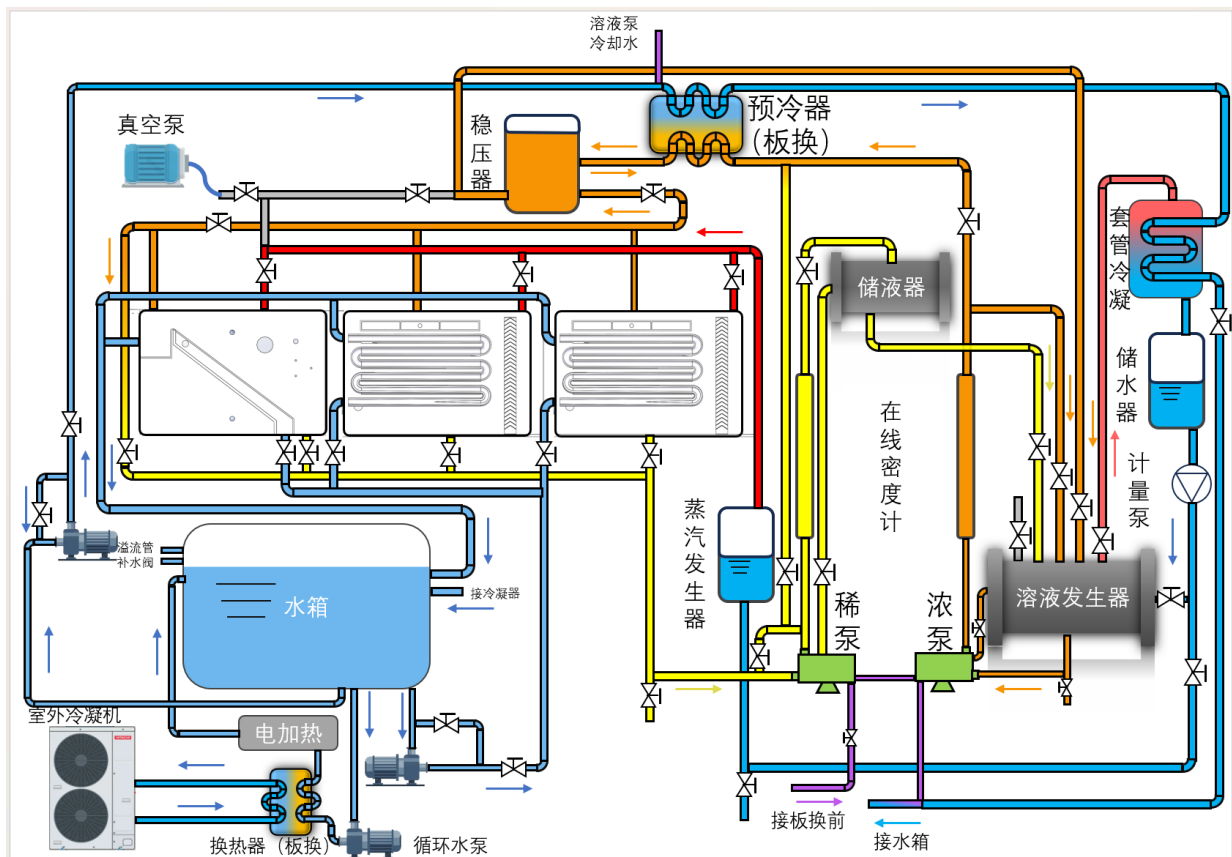 溶液泵
冷却水
真空泵
稳压器
预冷器
（板换）
套管冷凝
储液器
储水器
在线密度计
计量泵
蒸汽发生器
溢流管
补水阀
水箱
接冷凝器
稀泵
浓泵
溶液发生器
室外冷凝机
电加热
换热器（板换）
循环水泵
接板换前
接水箱